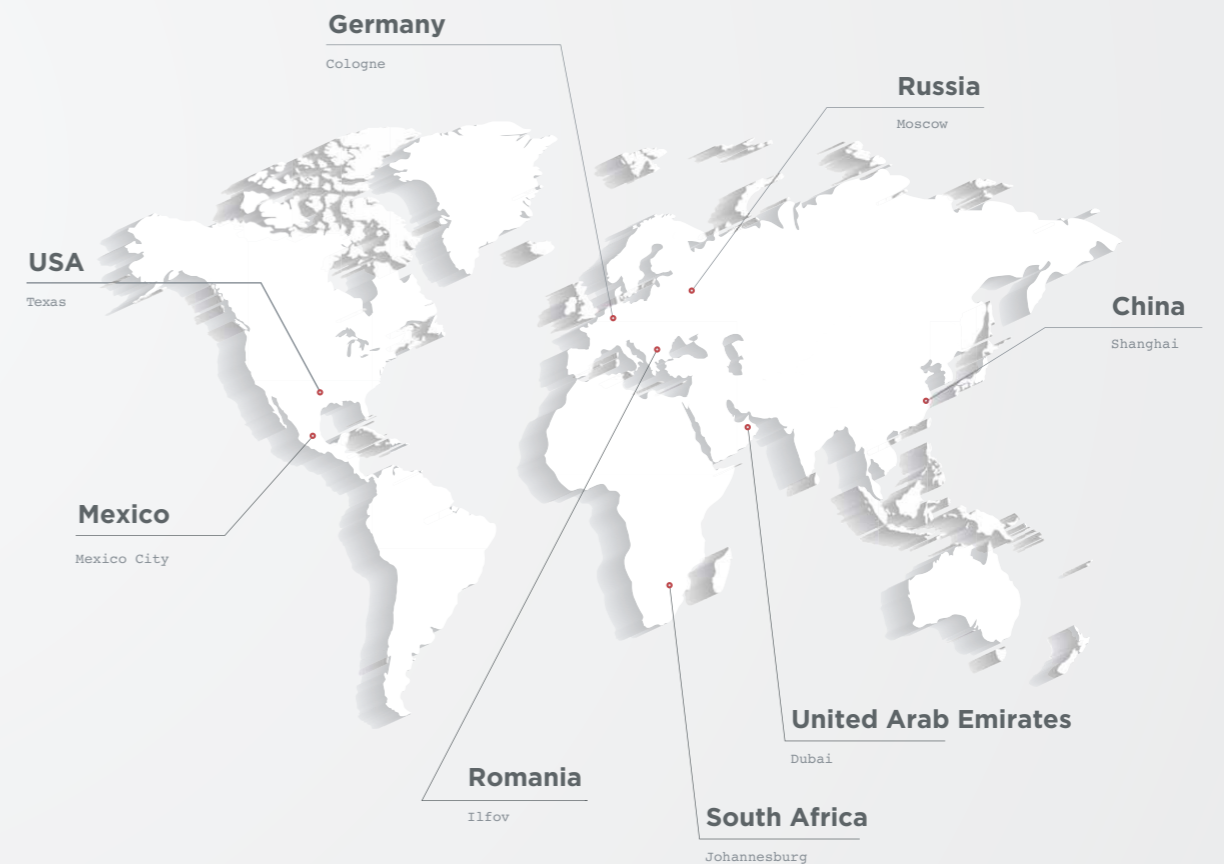 Germany
Cologne
Russia
Moscow
USA
Texas
China
Shanghai
Mexico
Mexico City
United Arab Emirates
Dubai
Romania
Ilfov
South Africa
Johannesburg